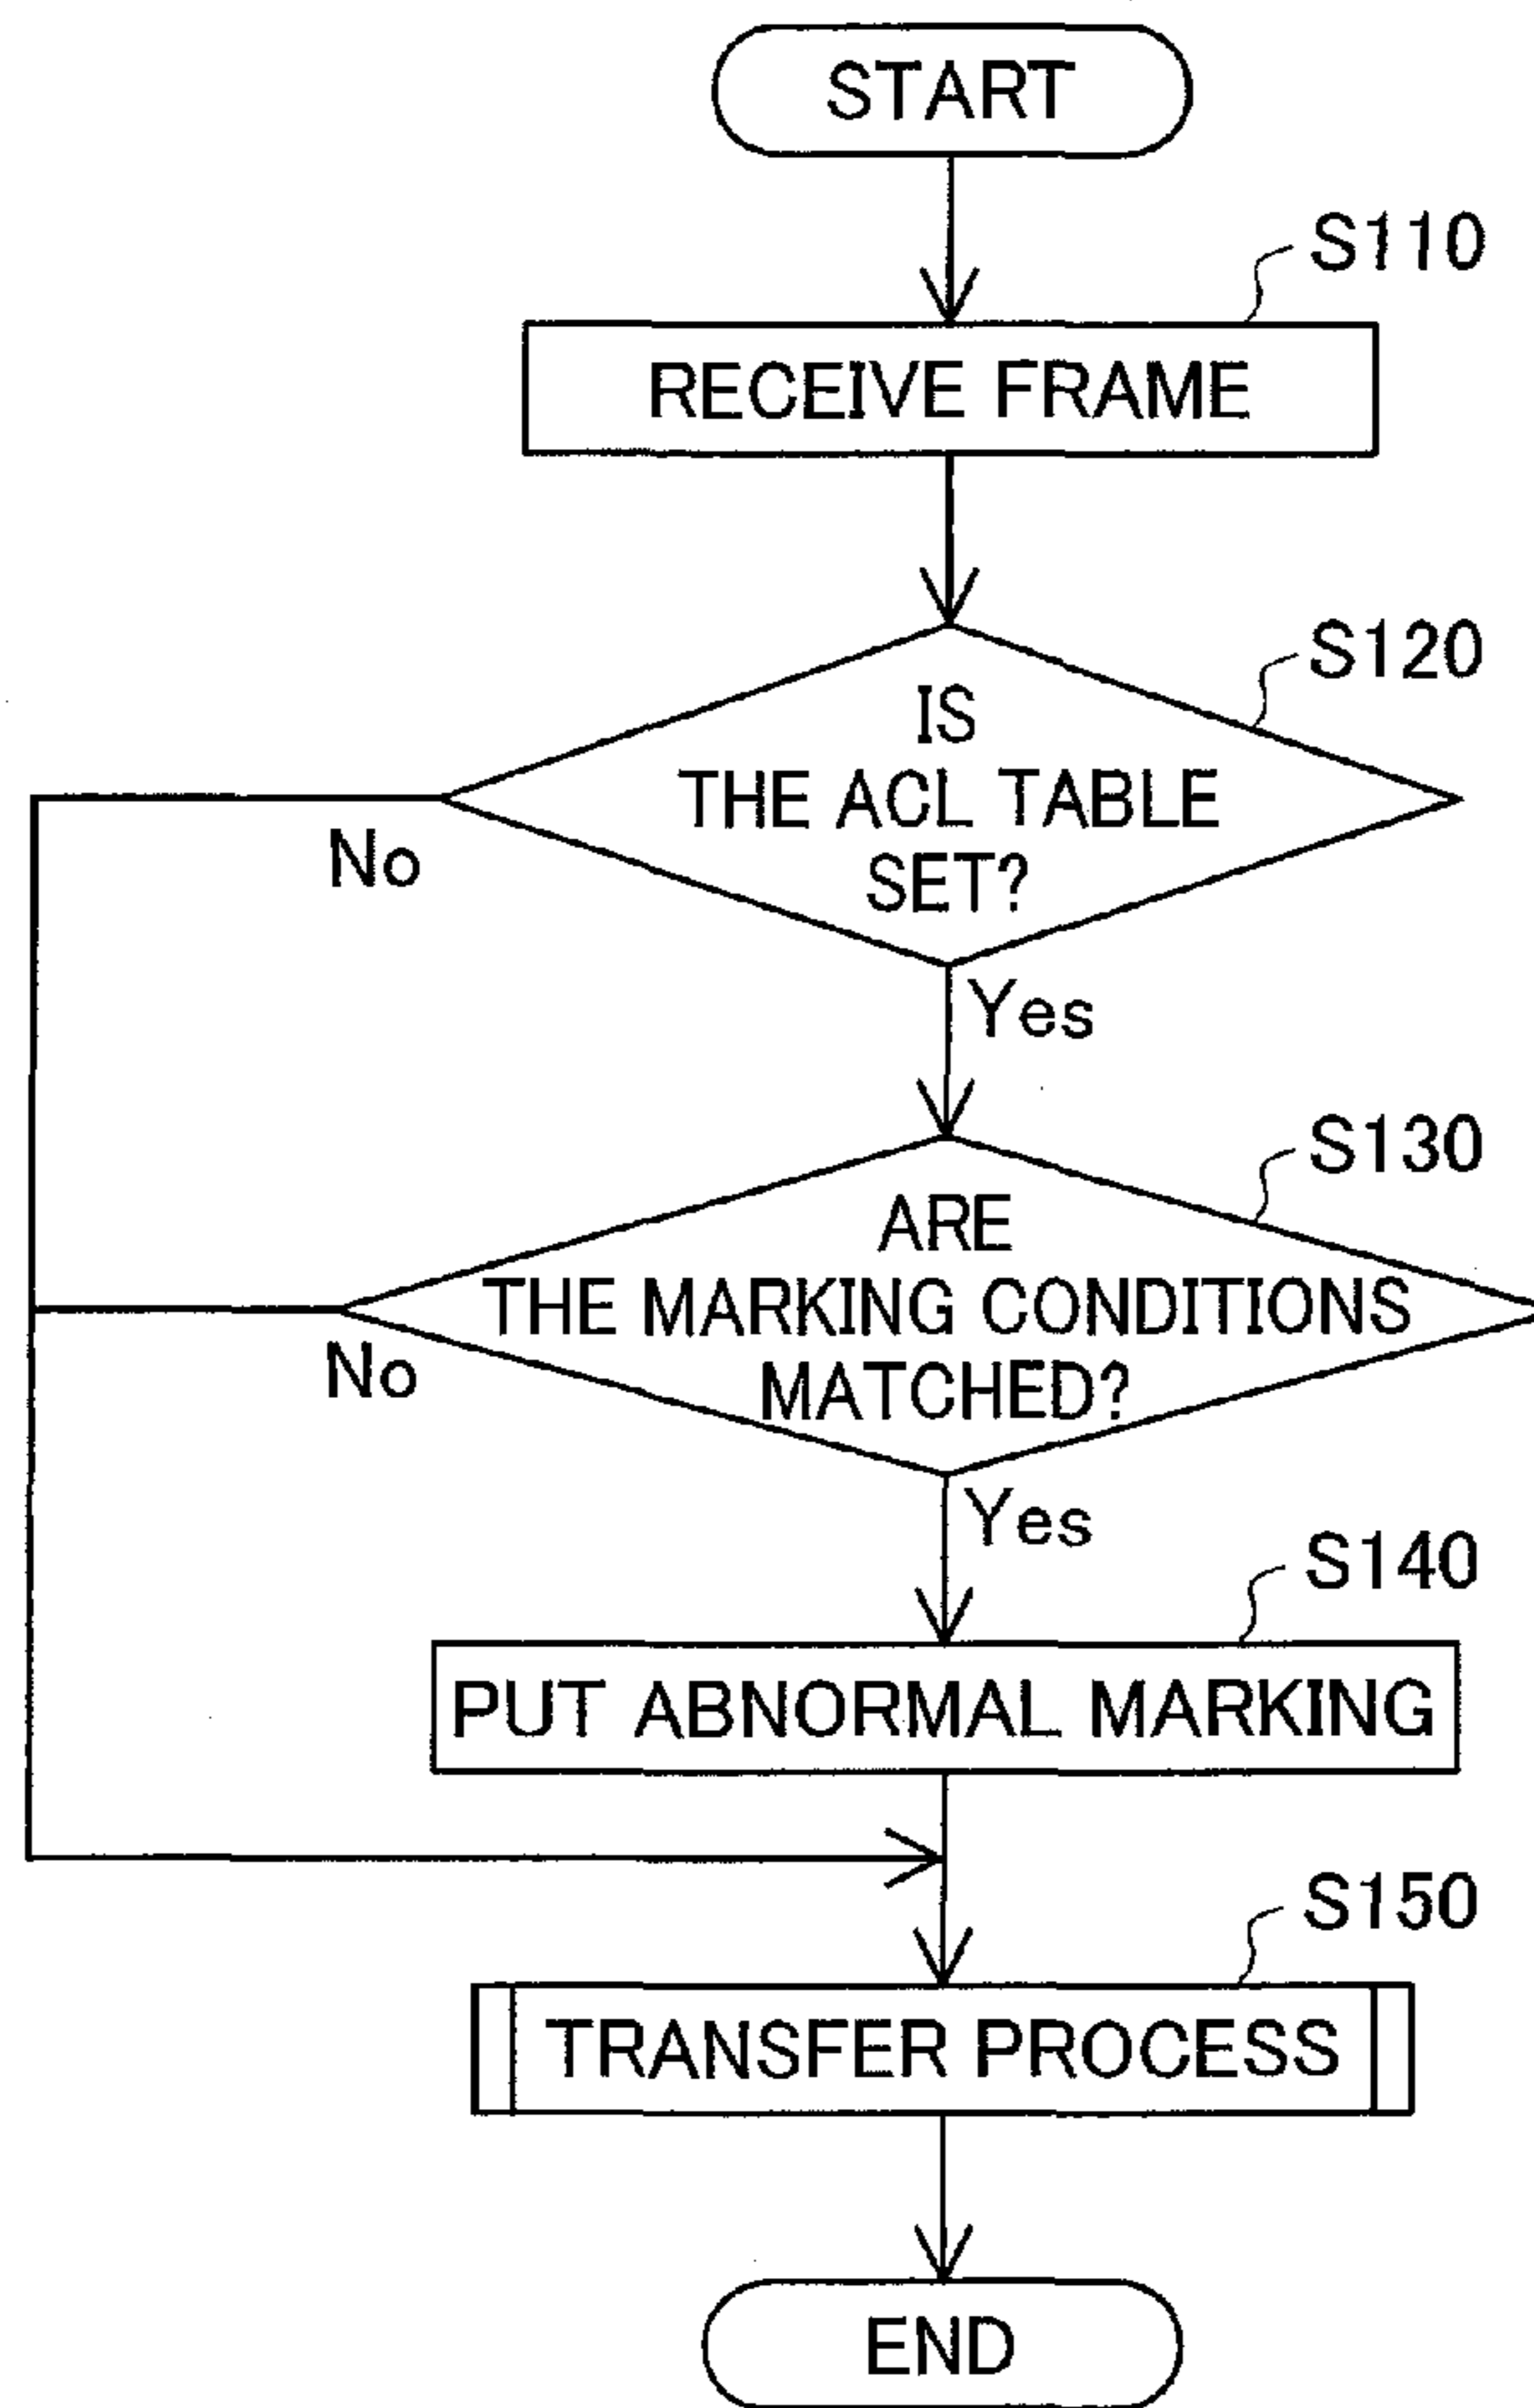 START
S110
RECEIVE FRAME
S120
IS
THE ACL TABLE
SET?
No
Yes
S130
ARE
THE MARKING CONDITIONS
MATCHED?
No
Yes
S140
PUT ABNORMAL MARKING
S150
TRANSFER PROCESS
END